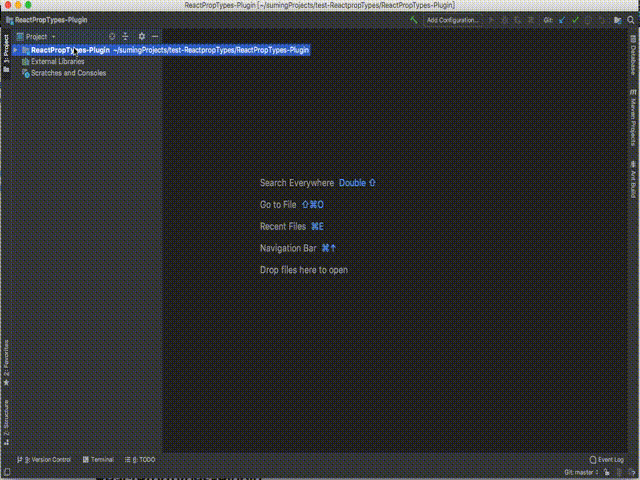 ReactPropTypes-Plugin [~/sumingProjects/test-ReactpropTypes/ReactPropTypes-Plugin]
ReactPropTypes-Plugin
Add Configuration...
Git:
Project
ReactPropTypes-Plugin ~/sumingProjects/test-ReactpropTypes/ReactPropTypes-Plugin
External Libraries
Scratches and Consoles
1: Project
2: Favorites
Z: Structure
Database
Maven Projects
Ant Build
Search Everywhere Double ⇧
Go to File ⇧⌘O
Recent Files ⌘E
Navigation Bar ⌘↑
Drop files here to open
9: Version Control
Terminal
6: TODO
Event Log
Git: master